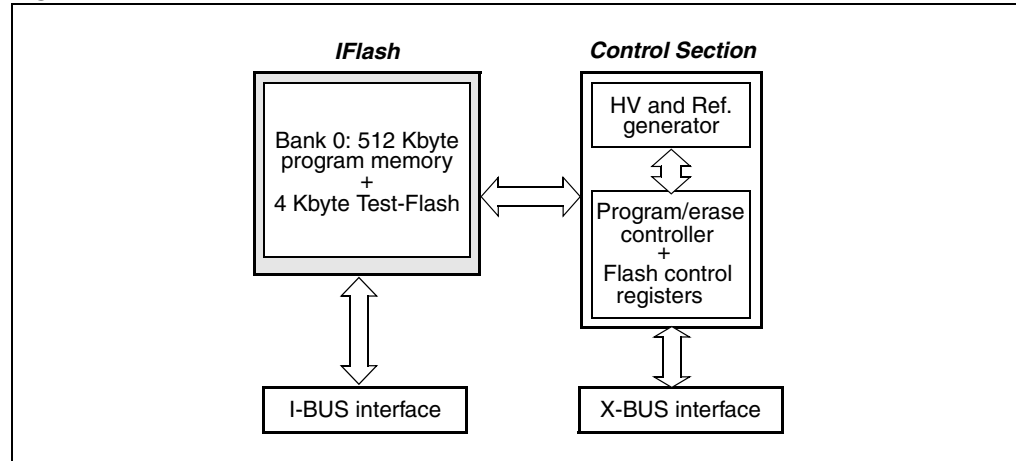 IFlash
Bank 0: 512 Kbyte
program memory
+
4 Kbyte Test-Flash
Control Section
HV and Ref.
generator
Program/erase
controller
+
Flash control
registers
I-BUS interface
X-BUS interface